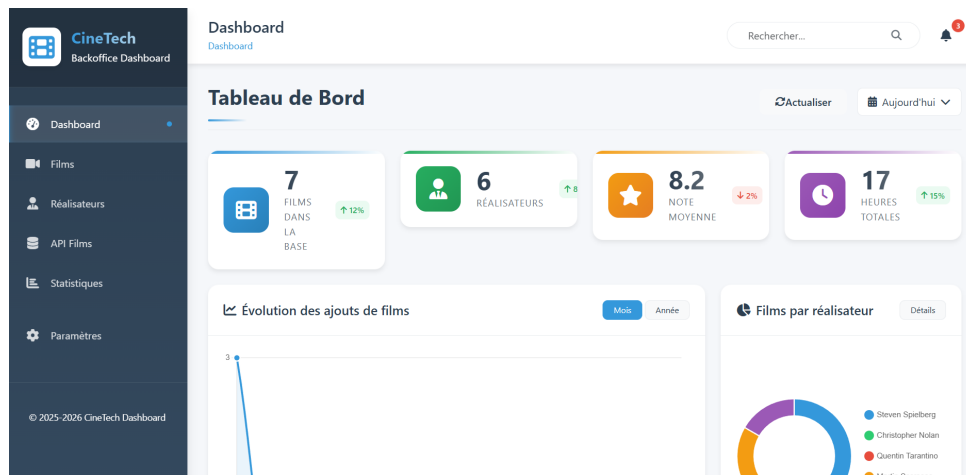 CineTech
Backoffice Dashboard
Dashboard
Films
Réalisateurs
API Films
Statistiques
Paramètres
© 2025-2026 CineTech Dashboard
Dashboard
Dashboard
Rechercher...
3
Tableau de Bord
Actualiser
Aujourd'hui
7
FILMS
DANS
LA
BASE
12%
6
RÉALISATEURS
8
8.2
NOTE
MOYENNE
2%
17
HEURES
TOTALES
15%
Évolution des ajouts de films
Mois
Année
3
Films par réalisateur
Détails
Steven Spielberg
Christopher Nolan
Quentin Tarantino